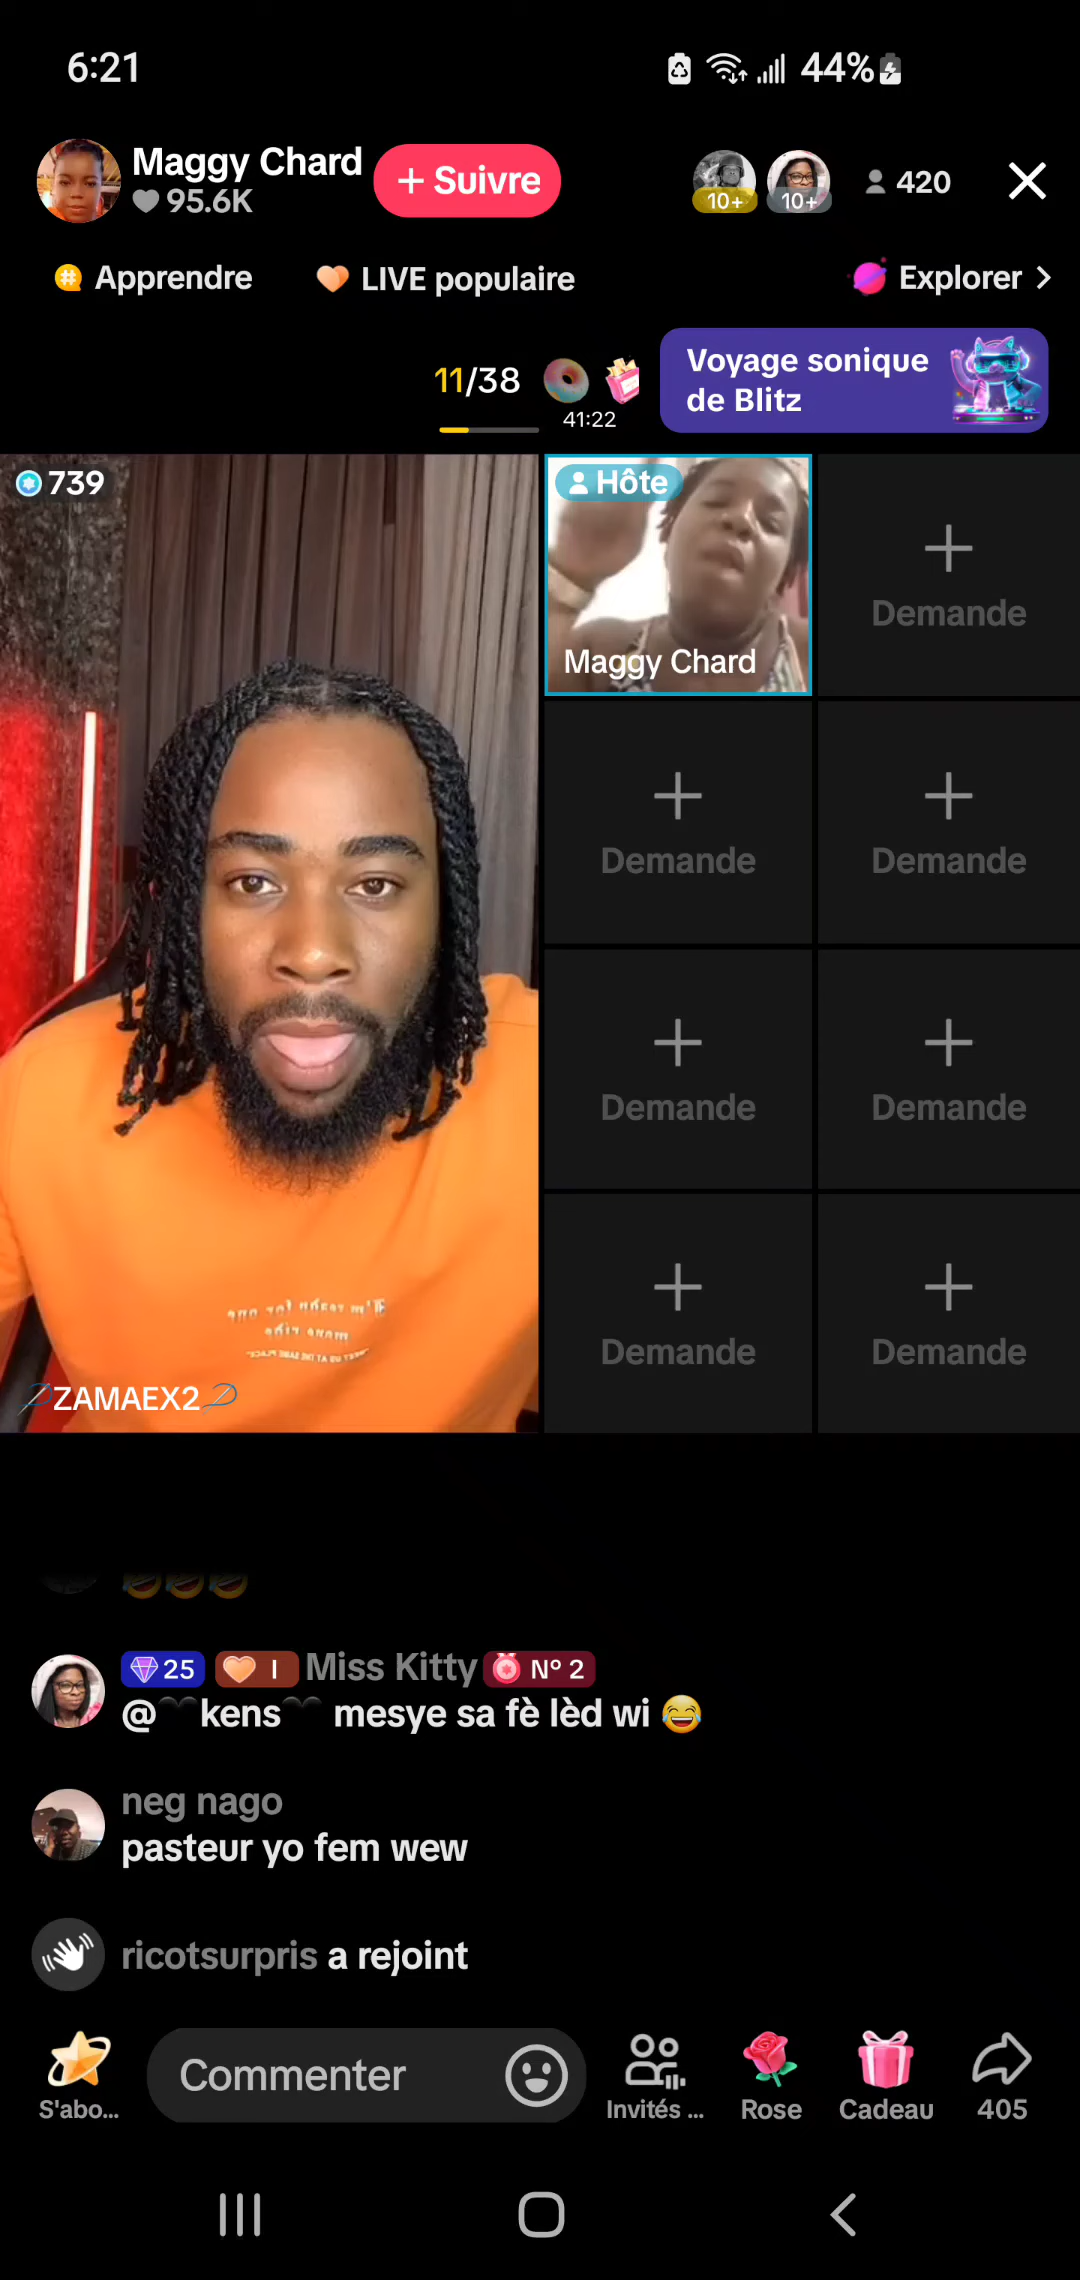 6:21
44%
Maggy Chard
95.6K
+ Suivre
10+
10+
420
Apprendre
LIVE populaire
Explorer
11/38
41:22
Voyage sonique
de Blitz
739
Hôte
Maggy Chard
Demande
Demande
Demande
Demande
Demande
Demande
Demande
ZAMAEX2
25
I
Miss Kitty
N° 2
@🖤kens🖤 mesye sa fè lèd wi 😂
neg nago
pasteur yo fem wew
ricotsurpris a rejoint
Commenter
S'abo...
Invités ...
Rose
Cadeau
405